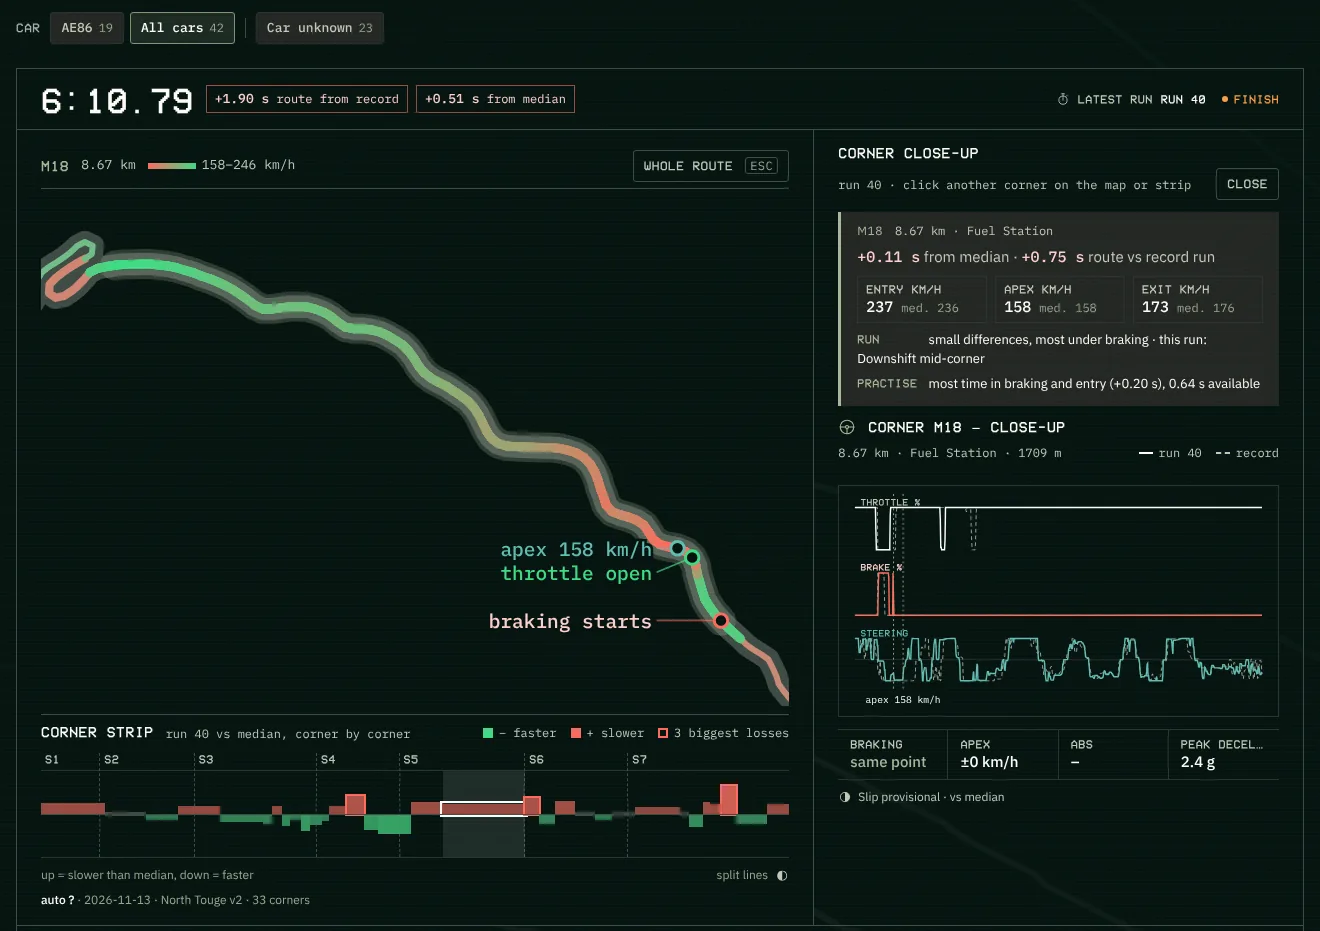 CAR AE86 19 All cars 42 Car unknown 23
6:10.79 +1.90 s route from record +0.51 s from median LATEST RUN RUN 40 FINISH
M18 8.67 km 158–246 km/h WHOLE ROUTE ESC
apex 158 km/h
throttle open
braking starts
CORNER STRIP run 40 vs median, corner by corner – faster + slower 3 biggest losses
S1 S2 S3 S4 S5 S6 S7
up = slower than median, down = faster split lines
auto ? · 2026-11-13 · North Touge v2 · 33 corners
CORNER CLOSE-UP
run 40 · click another corner on the map or strip CLOSE
M18 8.67 km · Fuel Station
+0.11 s from median · +0.75 s route vs record run
ENTRY KM/H APEX KM/H EXIT KM/H
237 med. 236 158 med. 158 173 med. 176
RUN small differences, most under braking · this run:
Downshift mid-corner
PRACTISE most time in braking and entry (+0.20 s), 0.64 s available
CORNER M18 – CLOSE-UP
8.67 km · Fuel Station · 1709 m run 40 record
THROTTLE %
BRAKE %
STEERING
apex 158 km/h
BRAKING APEX ABS PEAK DECEL…
same point ±0 km/h – 2.4 g
Slip provisional · vs median